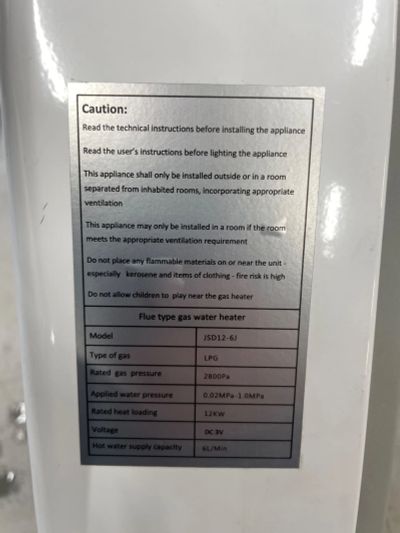 Caution:
Read the technical instructions before installing the appliance
Read the user's instructions before lighting the appliance
This appliance shall only be installed outside or in a room
separated from inhabited rooms, incorporating appropriate
ventilation
This appliance may only be installed in a room if the room
meets the appropriate ventilation requirement
Do not place any flammable materials on or near the unit -
especially kerosene and items of clothing - fire risk is high
Do not allow children to play near the gas heater
Flue type gas water heater
Model JSD12-6J
Type of gas LPG
Rated gas pressure 2800Pa
Applied water pressure 0.02MPa-1.0MPa
Rated heat loading 12KW
Voltage DC 3V
Hot water supply capacity 6L/Min